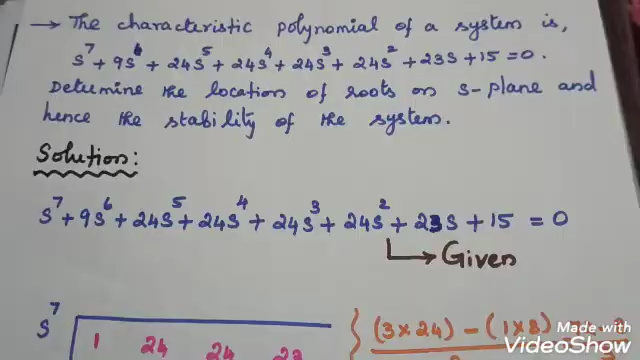 → The characteristic polynomial of a system is,
s⁷ + 9s⁶ + 24s⁵ + 24s⁴ + 24s³ + 24s² + 23s + 15 = 0.
Determine the location of roots on s-plane and
hence the stability of the system.
Solution:
s⁷ + 9s⁶ + 24s⁵ + 24s⁴ + 24s³ + 24s² + 23s + 15 = 0
Given
s⁷ 1 24 24 23 (3×24) - (1×8)
Made with
VideoShow